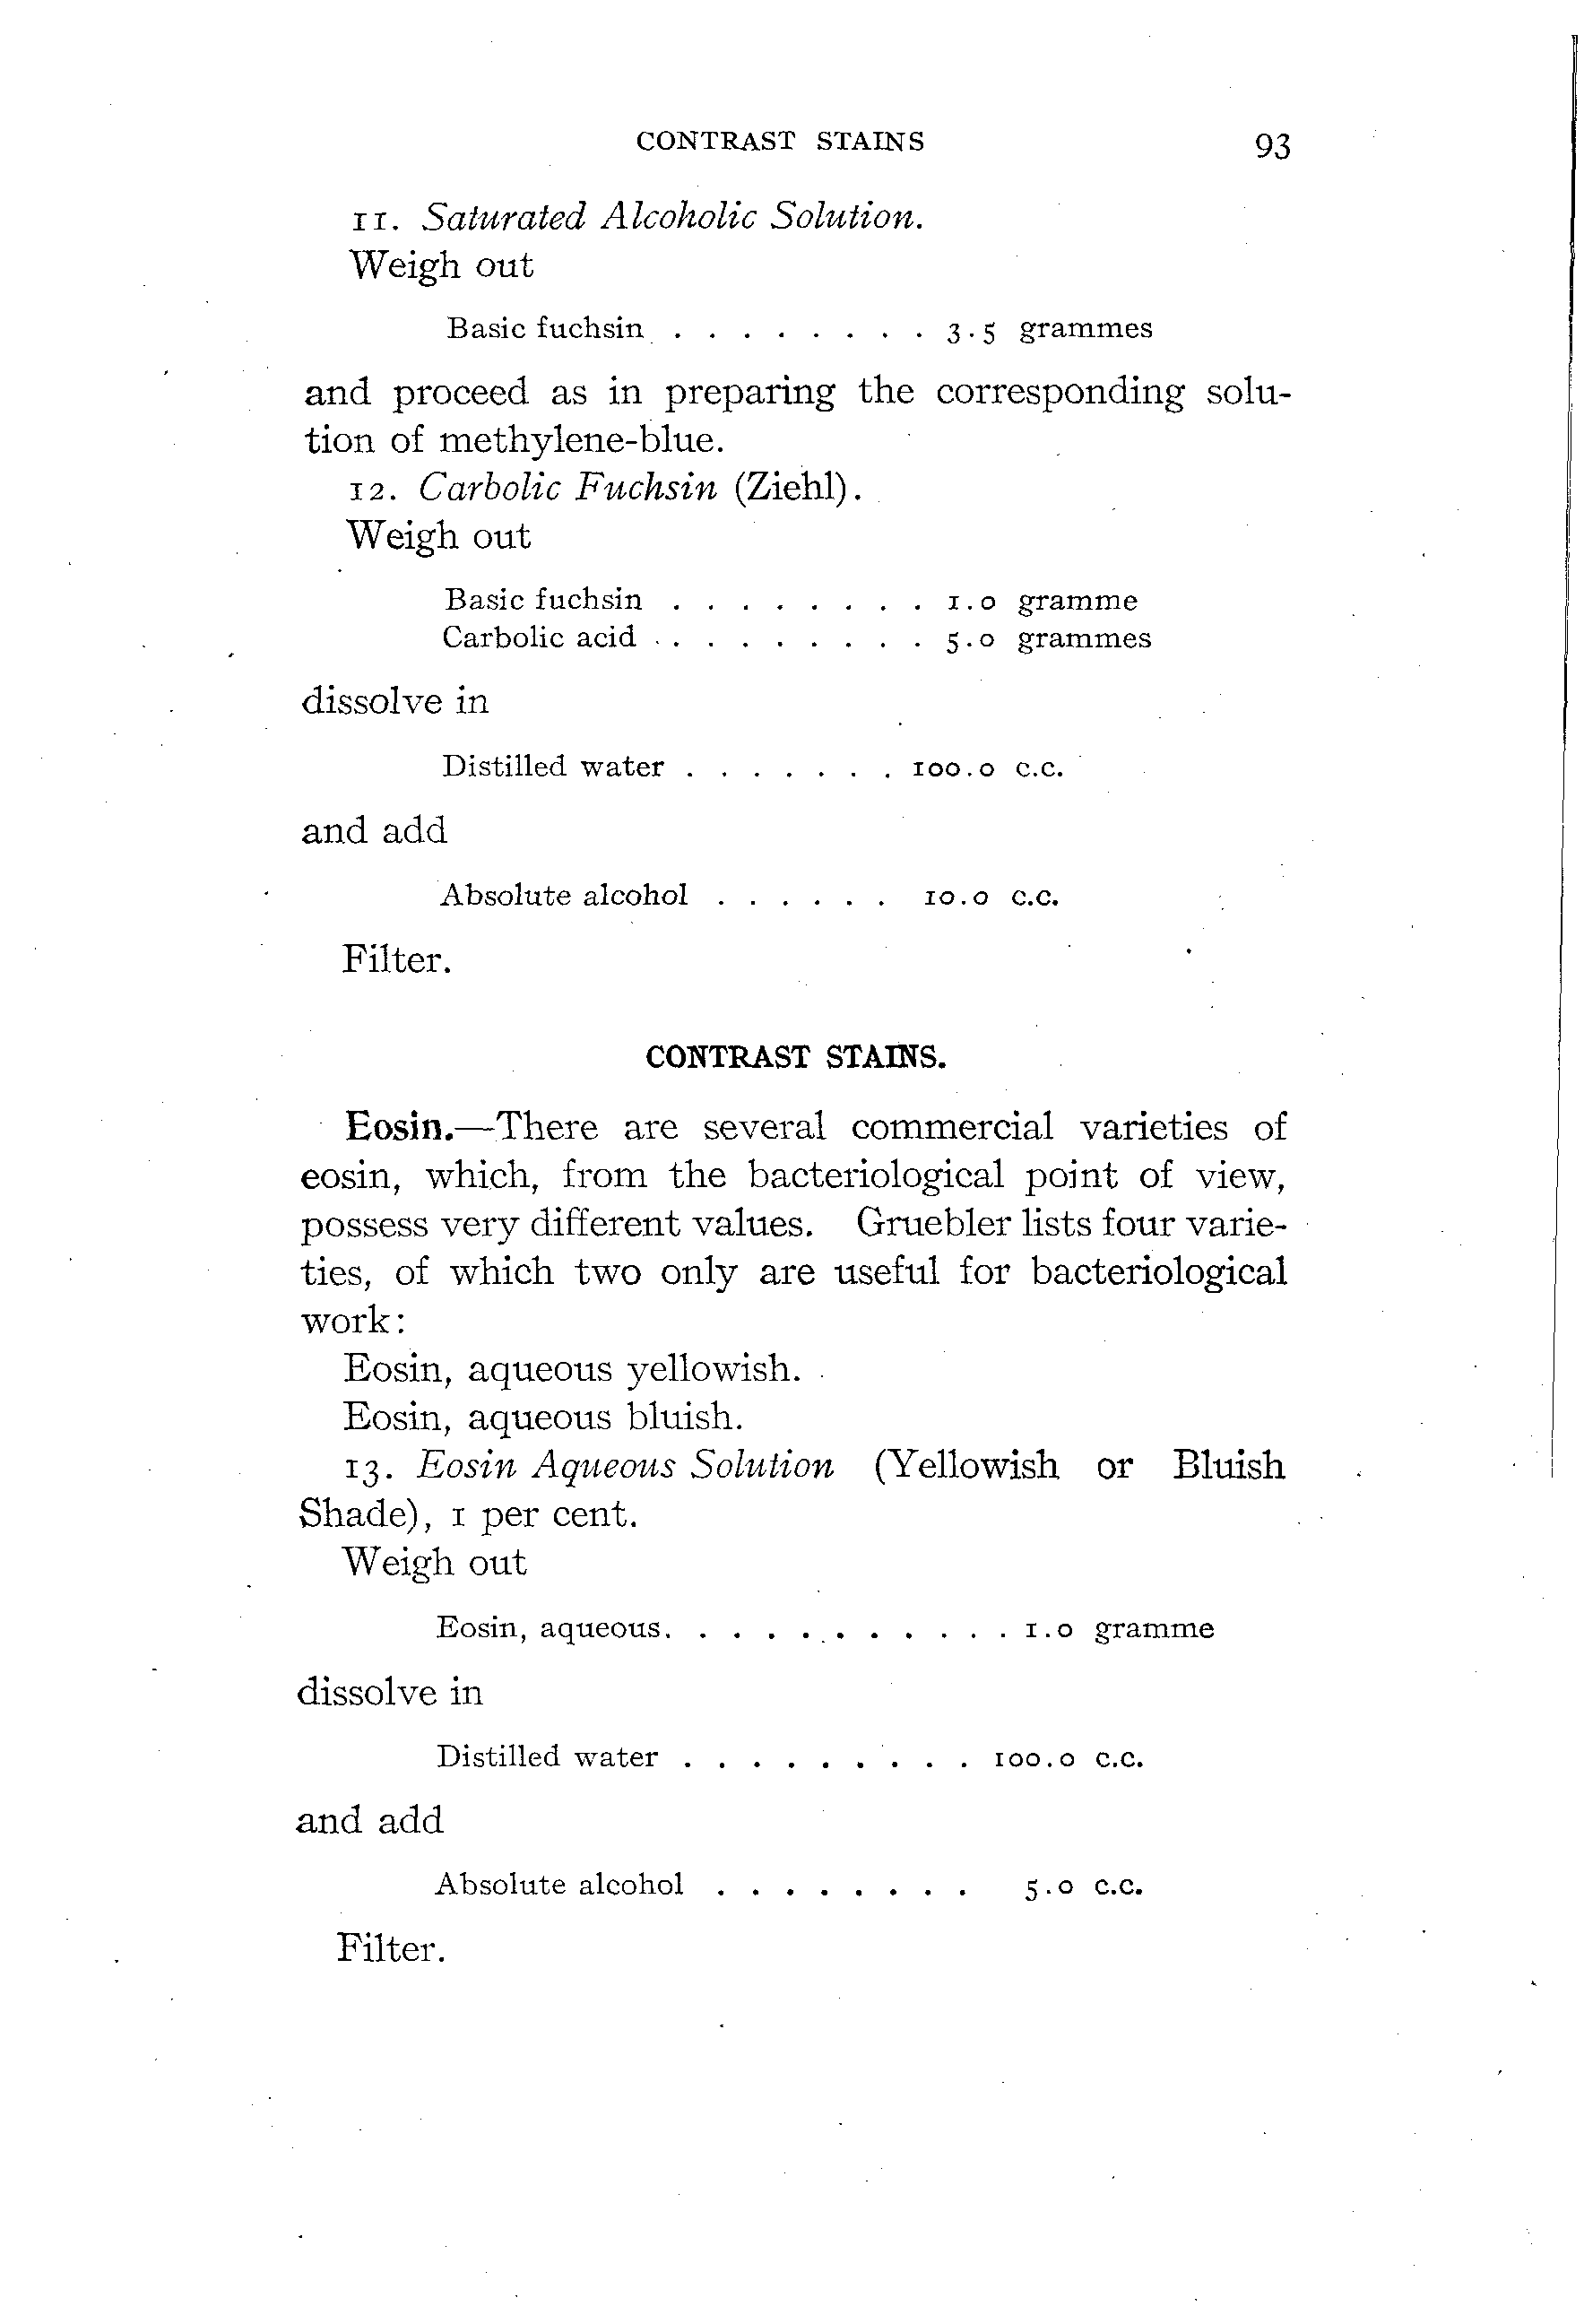 CONTRAST STAINS 93
11. Saturated Alcoholic Solution.
Weigh out
Basic fuchsin . . . . . . . . 3.5 grammes
and proceed as in preparing the corresponding solu-
tion of methylene-blue.
12. Carbolic Fuchsin (Ziehl).
Weigh out
Basic fuchsin . . . . . . . . 1.0 gramme
Carbolic acid . . . . . . . . . 5.0 grammes
dissolve in
Distilled water . . . . . . . 100.0 c.c.
and add
Absolute alcohol . . . . . . 10.0 c.c.
Filter.
CONTRAST STAINS.
Eosin.—There are several commercial varieties of
eosin, which, from the bacteriological point of view,
possess very different values. Gruebler lists four varie-
ties, of which two only are useful for bacteriological
work:
Eosin, aqueous yellowish.
Eosin, aqueous bluish.
13. Eosin Aqueous Solution (Yellowish or Bluish
Shade), 1 per cent.
Weigh out
Eosin, aqueous. . . . . . . . . . . 1.0 gramme
dissolve in
Distilled water . . . . . . . . . 100.0 c.c.
and add
Absolute alcohol . . . . . . . . 5.0 c.c.
Filter.